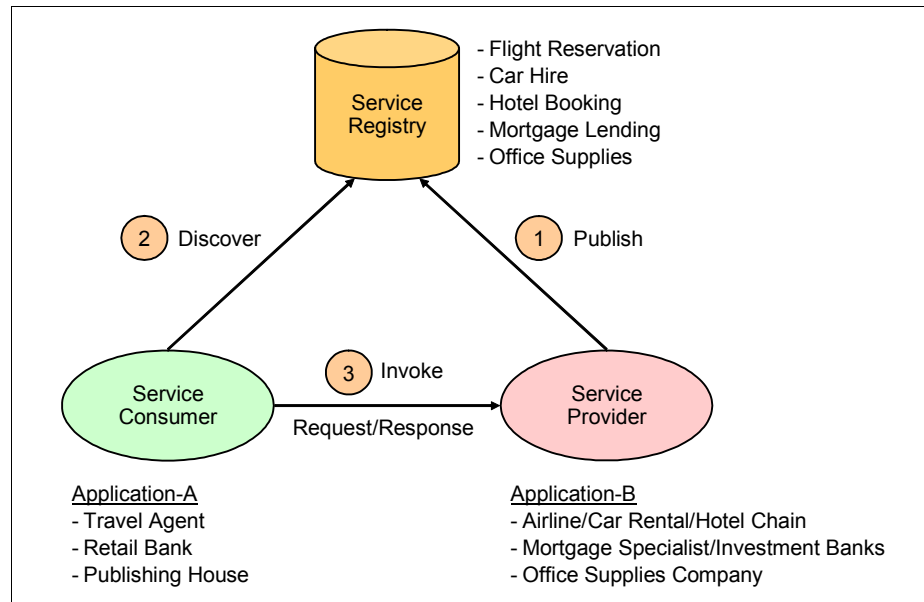 Service
Registry
- Flight Reservation
- Car Hire
- Hotel Booking
- Mortgage Lending
- Office Supplies
2 Discover
1 Publish
3 Invoke
Request/Response
Service
Consumer
Service
Provider
Application-A
- Travel Agent
- Retail Bank
- Publishing House
Application-B
- Airline/Car Rental/Hotel Chain
- Mortgage Specialist/Investment Banks
- Office Supplies Company